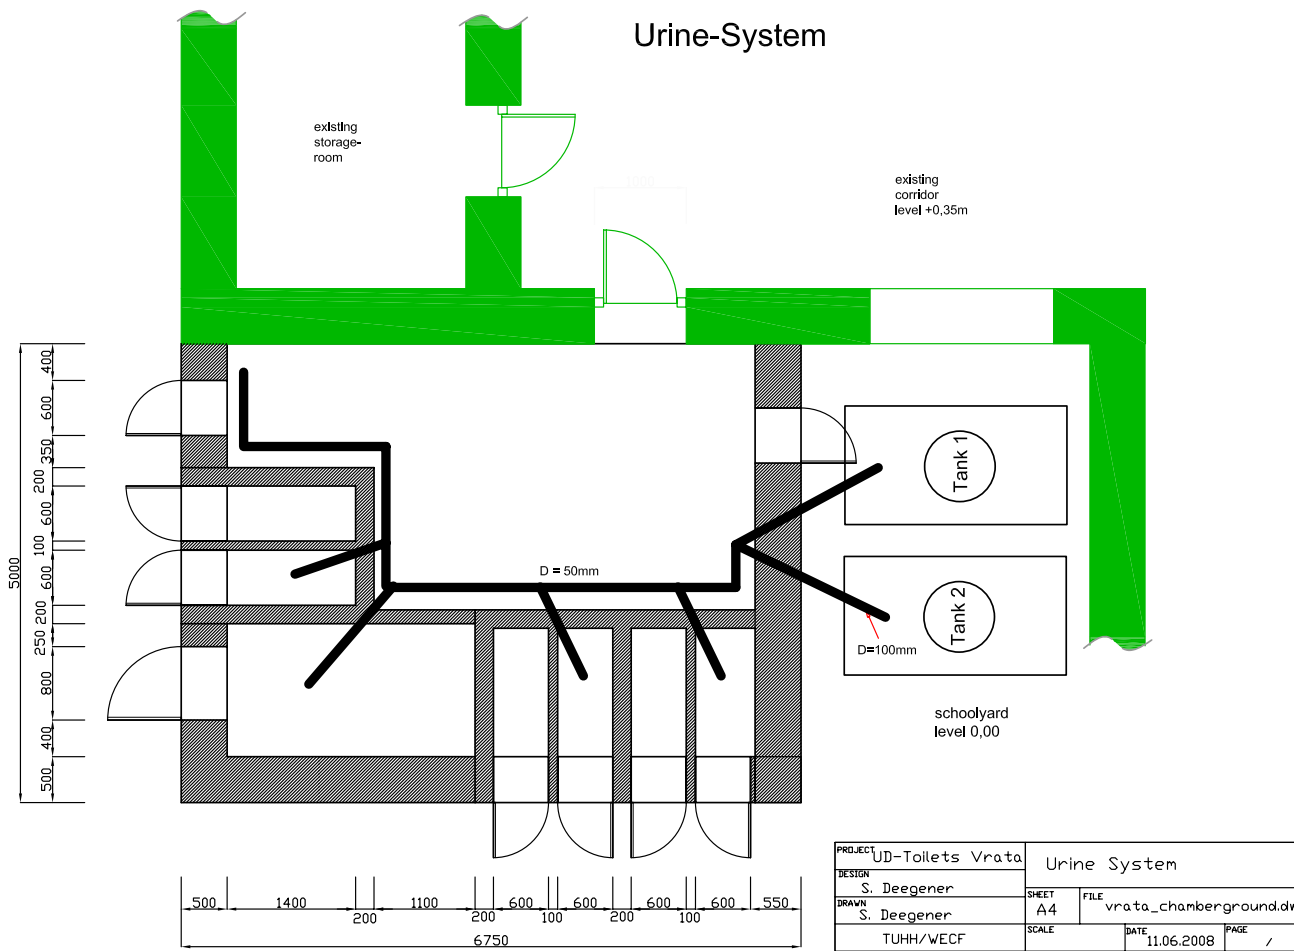 Urine-System
existing
storage-
room
1000
existing
corridor
level +0,35m
400
600
350
200
600
100
600
200
250
800
400
500
5000
Tank 1
Tank 2
D = 50mm
D=100mm
schoolyard
level 0,00
500
1400
200
1100
200
600
100
600
200
600
100
600
550
6750
PROJECT UD-Toilets Vrata
Urine System
DESIGN
S. Deegener
SHEET
A4
FILE
vrata_chamberground.dw
DRAWN
S. Deegener
TUHH/WECF
SCALE
DATE
11.06.2008
PAGE
/